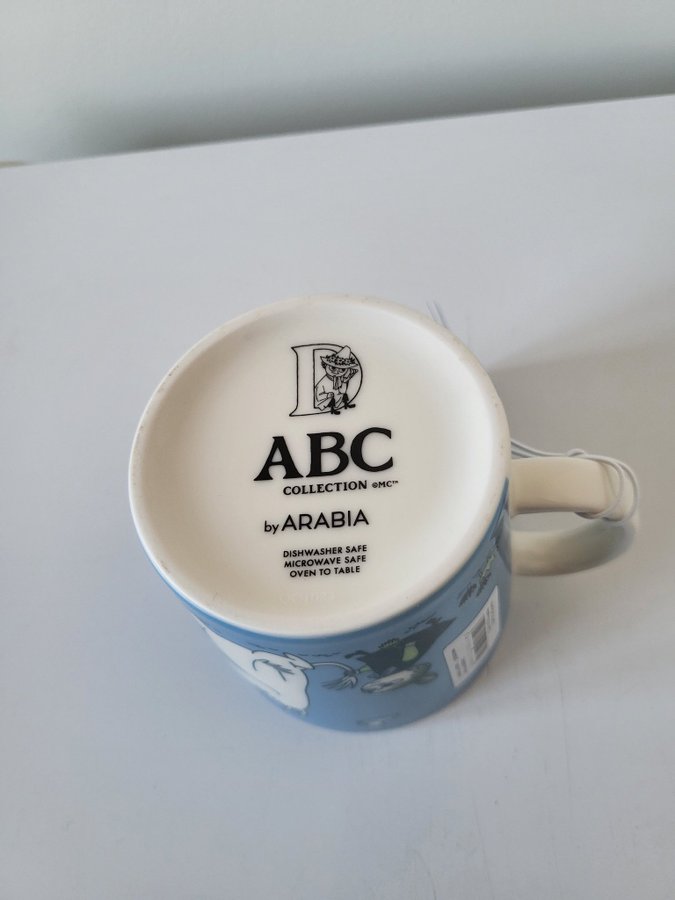 D
ABC
COLLECTION ©MC™
by ARABIA
DISHWASHER SAFE
MICROWAVE SAFE
OVEN TO TABLE